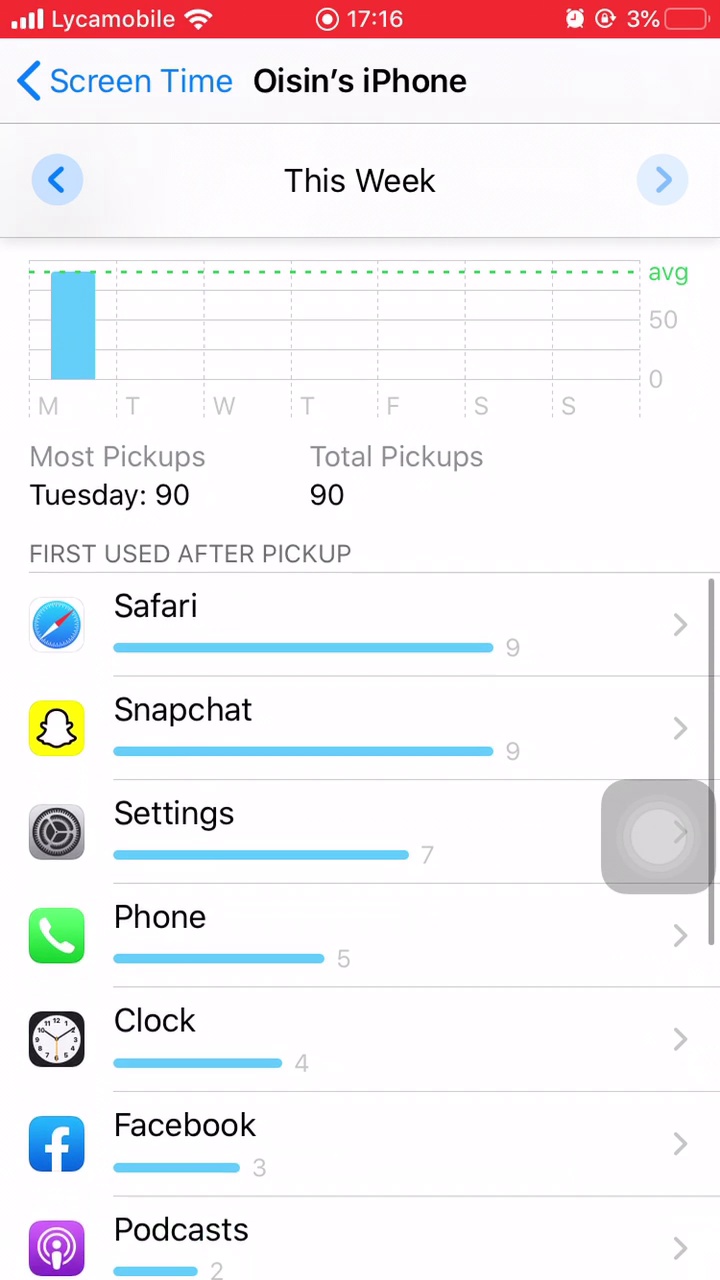 Lycamobile 17:16 3%
Screen Time Oisin's iPhone
This Week
avg
50
0
M T W T F S S
Most Pickups Total Pickups
Tuesday: 90 90
FIRST USED AFTER PICKUP
Safari
9
Snapchat
9
Settings
7
Phone
5
Clock
4
Facebook
3
Podcasts
2